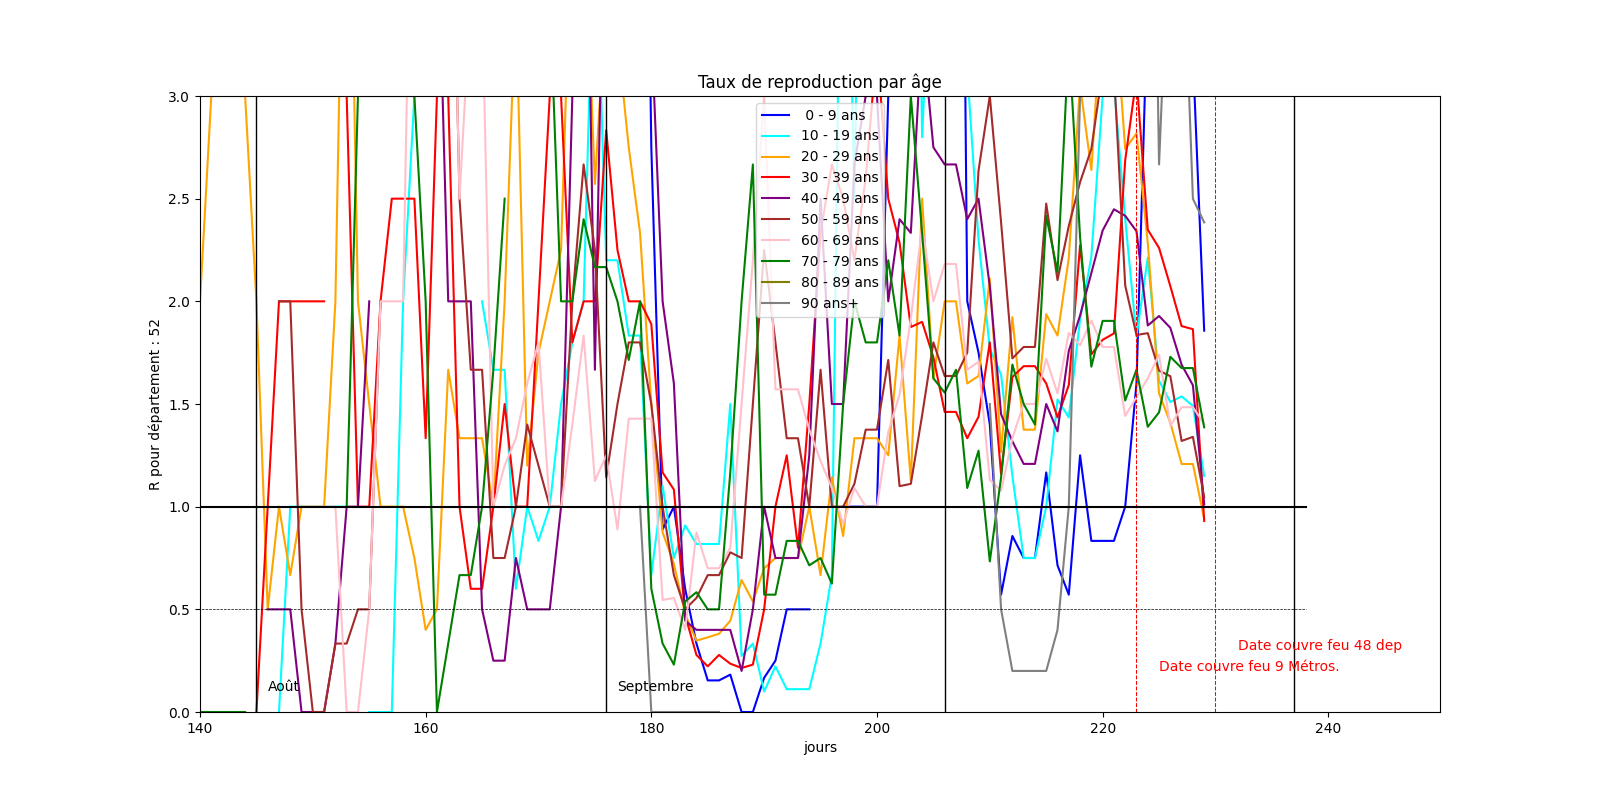 Taux de reproduction par âge
3.0
2.5
2.0
1.5
1.0
0.5
0.0
R pour département : 52
0 - 9 ans
10 - 19 ans
20 - 29 ans
30 - 39 ans
40 - 49 ans
50 - 59 ans
60 - 69 ans
70 - 79 ans
80 - 89 ans
90 ans+
Date couvre feu 48 dep
Date couvre feu 9 Métros.
Août
Septembre
140
160
180
200
220
240
jours